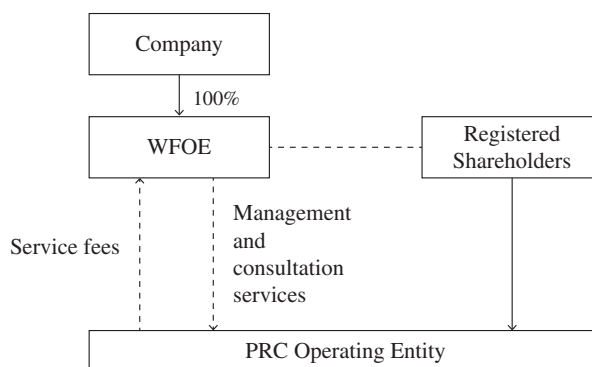 Company
100%
WFOE
Registered
Shareholders
Service fees
Management
and
consultation
services
PRC Operating Entity